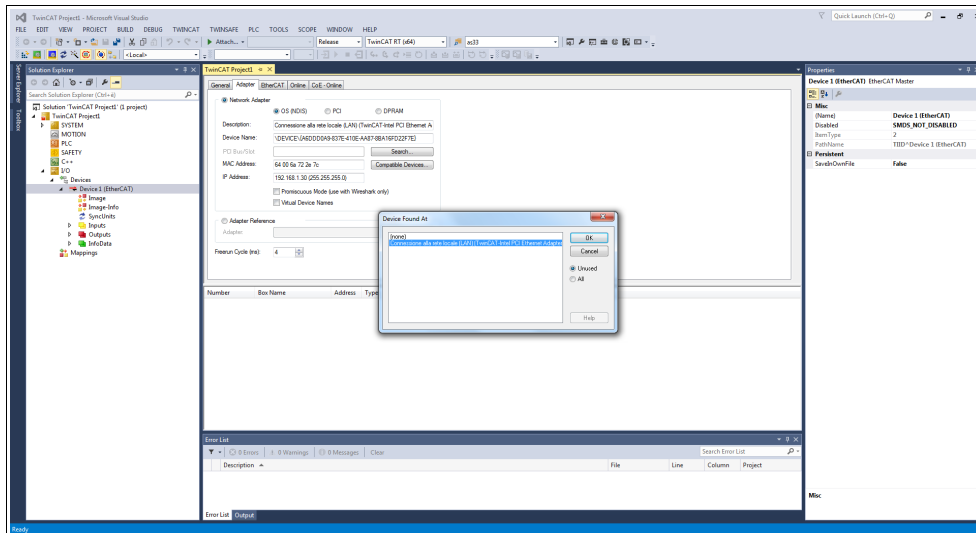 TwinCAT Project1 - Microsoft Visual Studio
Quick Launch (Ctrl+Q)
FILE EDIT VIEW PROJECT BUILD DEBUG TWINCAT TWINSAFE PLC TOOLS SCOPE WINDOW HELP
Attach... Release TwinCAT RT (x64) as33
<Local>
Server Explorer
Toolbox
Solution Explorer
Search Solution Explorer (Ctrl+è)
Solution 'TwinCAT Project1' (1 project)
TwinCAT Project1
SYSTEM
MOTION
PLC
SAFETY
C++
I/O
Devices
Device 1 (EtherCAT)
Image
Image-Info
SyncUnits
Inputs
Outputs
InfoData
Mappings
TwinCAT Project1
General Adapter EtherCAT Online CoE - Online
Network Adapter
OS (NDIS) PCI DPRAM
Description: Connessione alla rete locale (LAN) (TwinCAT-Intel PCI Ethernet A
Device Name:
PCI Bus/Slot: Search...
MAC Address: 64 00 6a 72 2e 7c Compatible Devices...
IP Address: 192.168.1.30 (255.255.255.0)
Promiscuous Mode (use with Wireshark only)
Virtual Device Names
Adapter Reference
Adapter:
Freerun Cycle (ms): 4
Number Box Name Address Type
Device Found At
(none)
Connessione alla rete locale (LAN) (TwinCAT-Intel PCI Ethernet Adapter
OK
Cancel
Unused
All
Help
Error List
0 Errors 0 Warnings 0 Messages Clear
Search Error List
Description File Line Column Project
Error List Output
Properties
Device 1 (EtherCAT) EtherCAT Master
Misc
(Name) Device 1 (EtherCAT)
Disabled SMDS_NOT_DISABLED
ItemType 2
PathName TIID^Device 1 (EtherCAT)
Persistent
SaveInOwnFile False
Misc
Ready